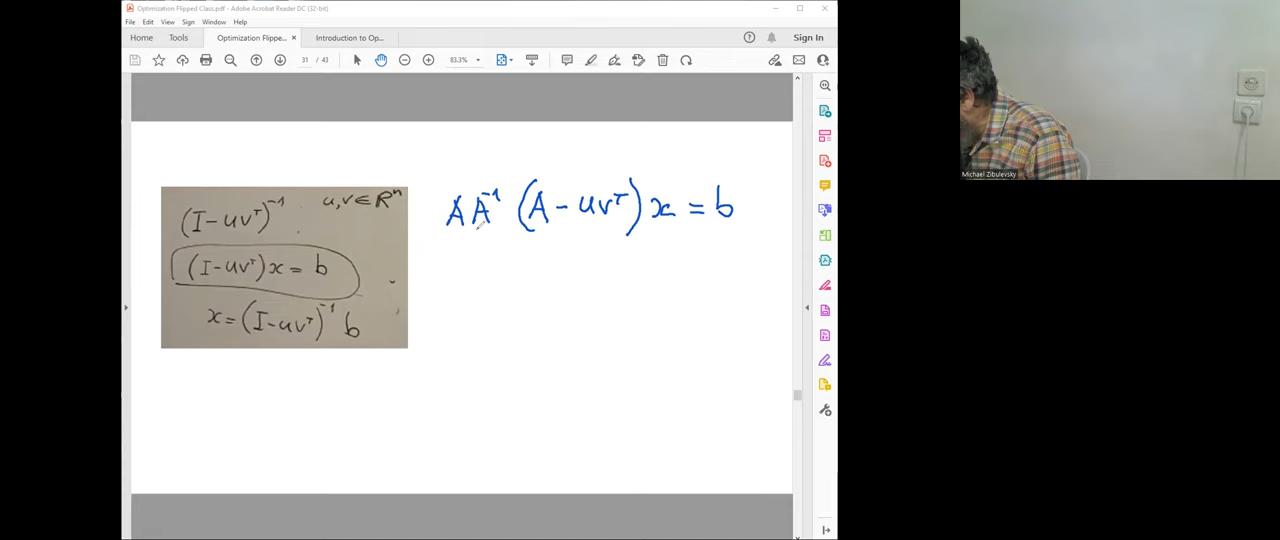 Optimization Flipped Class.pdf - Adobe Acrobat Reader DC (32-bit)
File Edit View Sign Window Help
Home Tools Optimization Flippe... × Introduction to Op... Sign In
31 / 43 83.3%
(I - uvᵀ)⁻¹ . u, v ∈ Rⁿ
(I - uvᵀ)x = b
x = (I - uvᵀ)⁻¹ b
A A⁻¹ (A - uvᵀ) x = b
Michael Zibulevsky